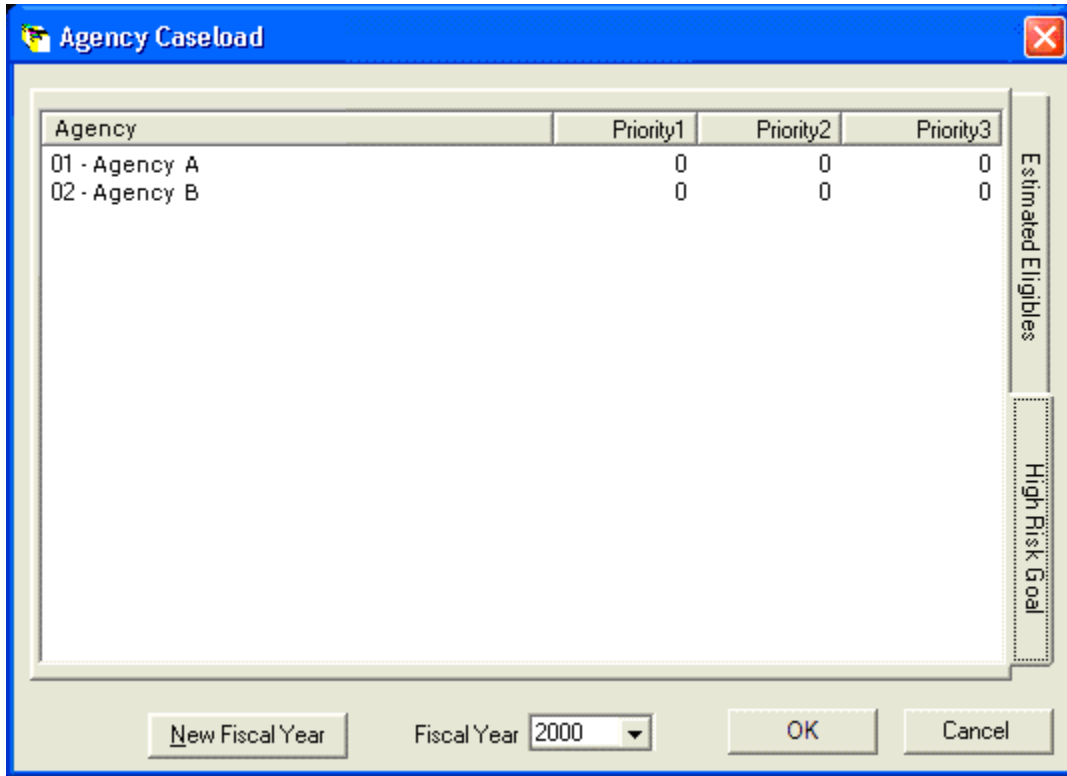 Agency Caseload
Agency Priority1 Priority2 Priority3
01 - Agency A 0 0 0
02 - Agency B 0 0 0
Estimated Eligibles
High Risk Goal
New Fiscal Year Fiscal Year 2000 OK Cancel